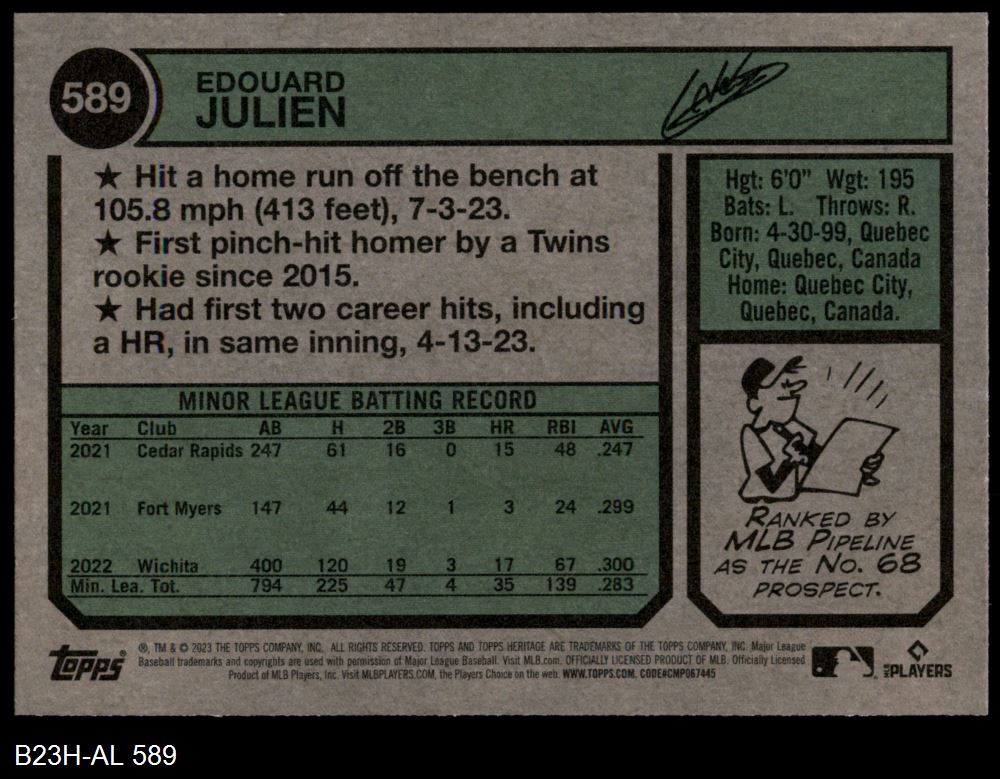 589
EDOUARD
JULIEN
★ Hit a home run off the bench at
105.8 mph (413 feet), 7-3-23.
★ First pinch-hit homer by a Twins
rookie since 2015.
★ Had first two career hits, including
a HR, in same inning, 4-13-23.
Hgt: 6'0" Wgt: 195
Bats: L. Throws: R.
Born: 4-30-99, Quebec
City, Quebec, Canada
Home: Quebec City,
Quebec, Canada.
MINOR LEAGUE BATTING RECORD
Year Club AB H 2B 3B HR RBI AVG
2021 Cedar Rapids 247 61 16 0 15 48 .247
2021 Fort Myers 147 44 12 1 3 24 .299
2022 Wichita 400 120 19 3 17 67 .300
Min. Lea. Tot. 794 225 47 4 35 139 .283
RANKED BY
MLB PIPELINE
AS THE NO. 68
PROSPECT.
topps
®, TM & © 2023 THE TOPPS COMPANY, INC. ALL RIGHTS RESERVED. TOPPS AND TOPPS HERITAGE ARE TRADEMARKS OF THE TOPPS COMPANY, INC. Major League
Baseball trademarks and copyrights are used with permission of Major League Baseball. Visit MLB.com. OFFICIALLY LICENSED PRODUCT OF MLB. Officially Licensed
Product of MLB Players, Inc. Visit MLBPLAYERS.COM, the Players Choice on the web. WWW.TOPPS.COM. CODE#CMP067445
MLB PLAYERS
B23H-AL 589